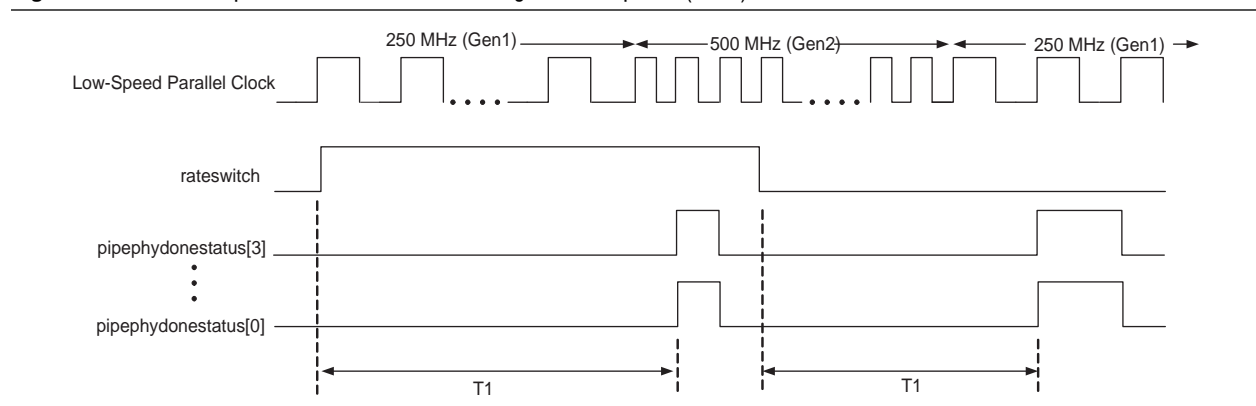 250 MHz (Gen1)
500 MHz (Gen2)
250 MHz (Gen1)
Low-Speed Parallel Clock
rateswitch
pipephydonestatus[3]
pipephydonestatus[0]
T1
T1